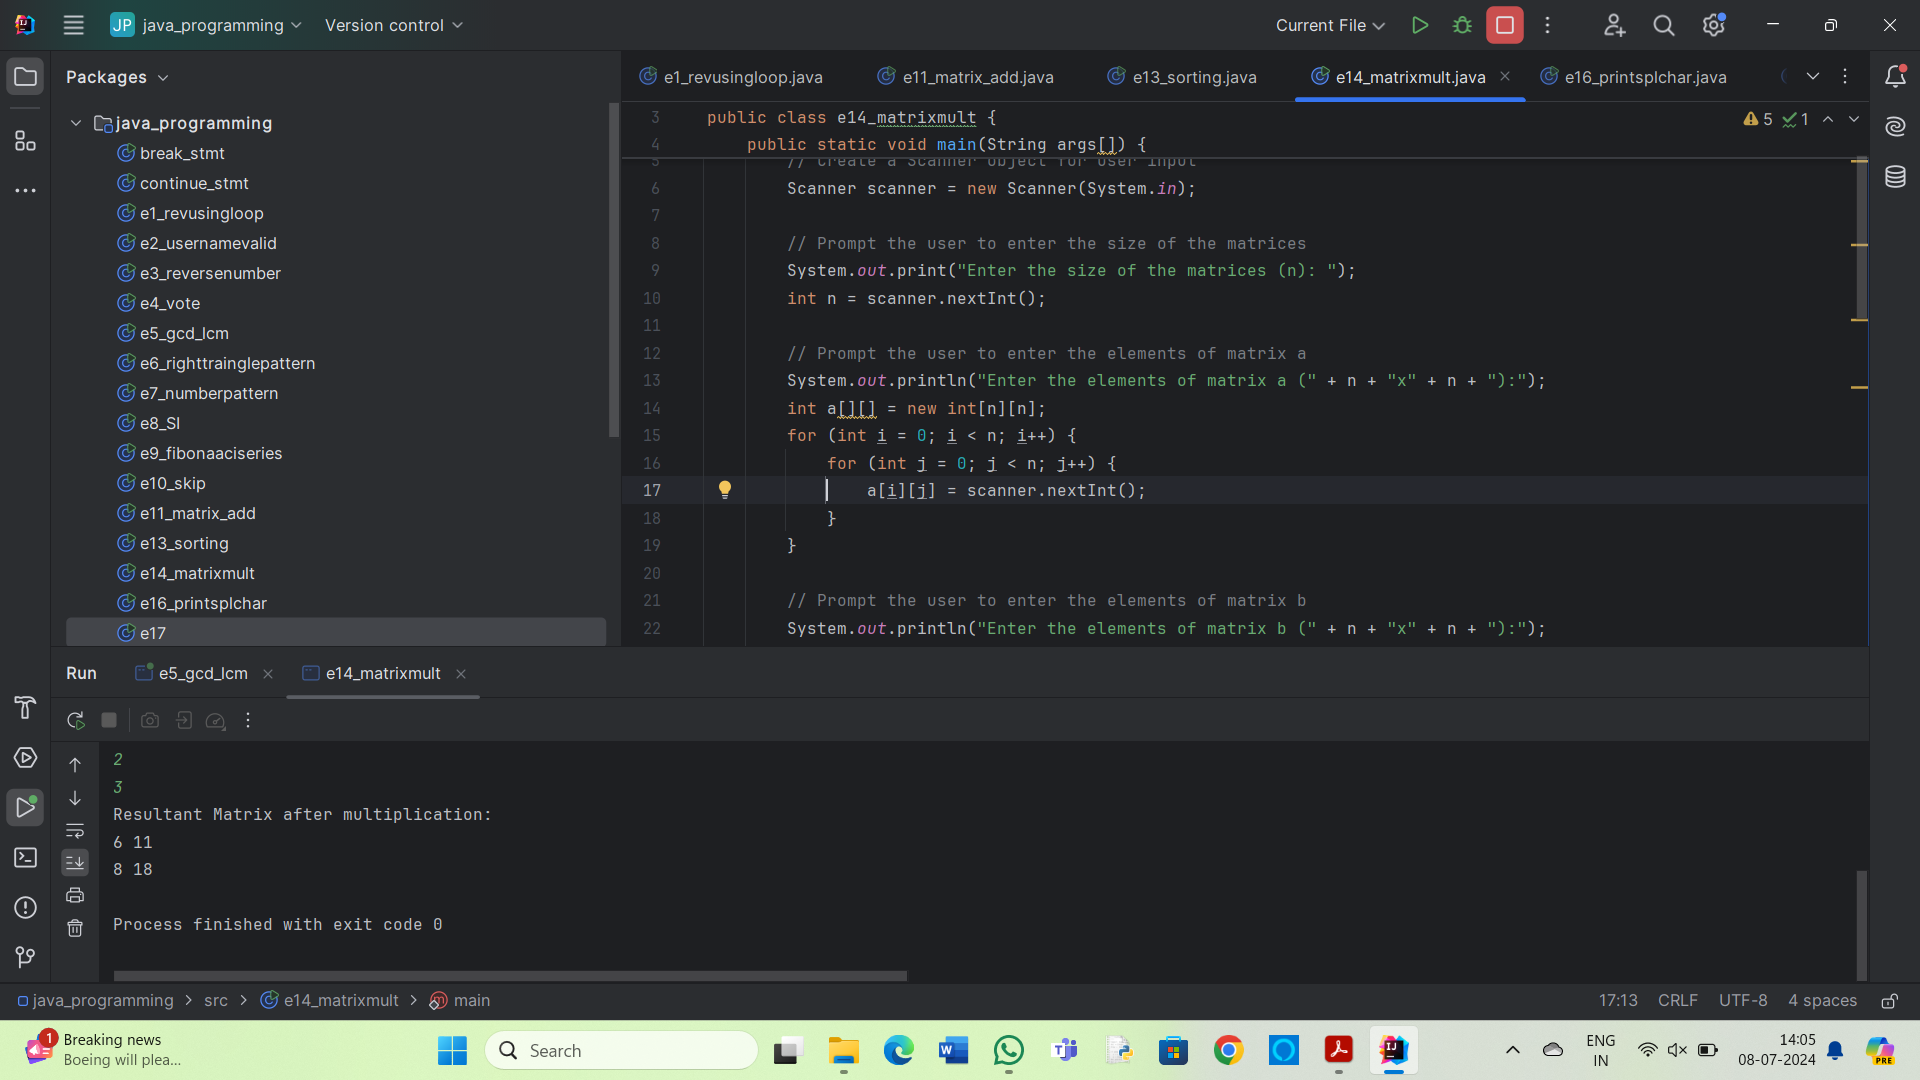 JP java_programming Version control Current File
Packages
java_programming
break_stmt
continue_stmt
e1_revusingloop
e2_usernamevalid
e3_reversenumber
e4_vote
e5_gcd_lcm
e6_righttrainglepattern
e7_numberpattern
e8_SI
e9_fibonaaciseries
e10_skip
e11_matrix_add
e13_sorting
e14_matrixmult
e16_printsplchar
e17
e1_revusingloop.java e11_matrix_add.java e13_sorting.java e14_matrixmult.java e16_printsplchar.java
5 1
3 public class e14_matrixmult {
4 public static void main(String args[]) {
5 // Create a Scanner object for user input
6 Scanner scanner = new Scanner(System.in);
7
8 // Prompt the user to enter the size of the matrices
9 System.out.print("Enter the size of the matrices (n): ");
10 int n = scanner.nextInt();
11
12 // Prompt the user to enter the elements of matrix a
13 System.out.println("Enter the elements of matrix a (" + n + "x" + n + "):");
14 int a[][] = new int[n][n];
15 for (int i = 0; i < n; i++) {
16 for (int j = 0; j < n; j++) {
17 a[i][j] = scanner.nextInt();
18 }
19 }
20
21 // Prompt the user to enter the elements of matrix b
22 System.out.println("Enter the elements of matrix b (" + n + "x" + n + "):");
Run e5_gcd_lcm e14_matrixmult
2
3
Resultant Matrix after multiplication:
6 11
8 18
Process finished with exit code 0
java_programming > src > e14_matrixmult > main 17:13 CRLF UTF-8 4 spaces
1 Breaking news
Boeing will plea...
Search
ENG
IN
14:05
08-07-2024
PRE